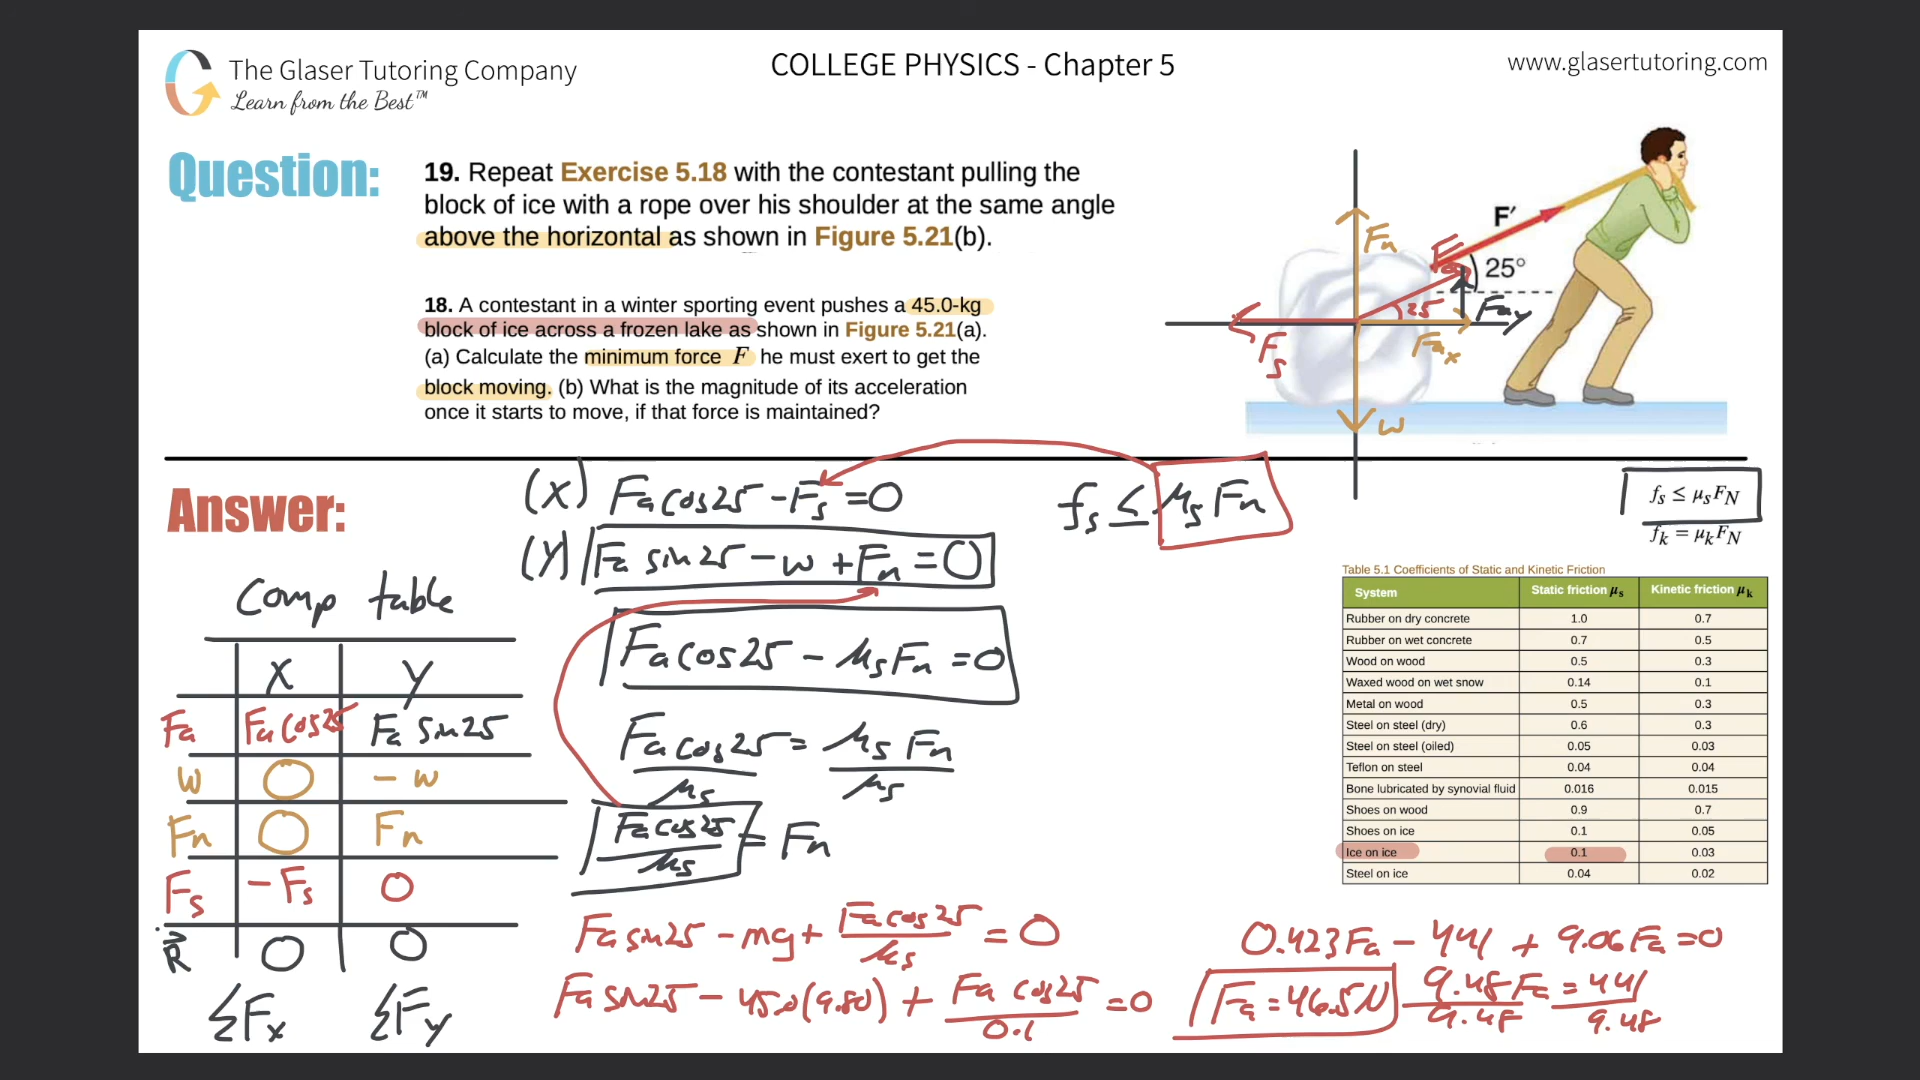 The Glaser Tutoring Company
Learn from the Best™
COLLEGE PHYSICS - Chapter 5
www.glasertutoring.com
Question:
19. Repeat Exercise 5.18 with the contestant pulling the
block of ice with a rope over his shoulder at the same angle
above the horizontal as shown in Figure 5.21(b).
18. A contestant in a winter sporting event pushes a 45.0-kg
block of ice across a frozen lake as shown in Figure 5.21(a).
(a) Calculate the minimum force F he must exert to get the
block moving. (b) What is the magnitude of its acceleration
once it starts to move, if that force is maintained?
F′
25°
Fn
Fa
25
Fay
Fax
Fs
w
Answer:
(x) Fa cos25 - Fs = 0
fs ≤ μs Fn
(y) Fa sin25 - w + Fn = 0
Fa cos25 - μs Fn = 0
Fa cos25 = μs Fn
μs μs
Fa cos25 = Fn
μs
Comp table
x y
Fa Fa cos25 Fa sin25
w 0 - w
Fn 0 Fn
Fs - Fs 0
R 0 0
ΣFx ΣFy
Fa sin25 - mg + Fa cos25 = 0
μs
Fa sin25 - 45.0(9.80) + Fa cos25 = 0
0.1
0.423Fa - 441 + 9.06Fa = 0
Fa = 46.5N
9.48Fa = 441
9.48 9.48
fs ≤ μsFN
fk = μkFN
Table 5.1 Coefficients of Static and Kinetic Friction
System Static friction μs Kinetic friction μk
Rubber on dry concrete 1.0 0.7
Rubber on wet concrete 0.7 0.5
Wood on wood 0.5 0.3
Waxed wood on wet snow 0.14 0.1
Metal on wood 0.5 0.3
Steel on steel (dry) 0.6 0.3
Steel on steel (oiled) 0.05 0.03
Teflon on steel 0.04 0.04
Bone lubricated by synovial fluid 0.016 0.015
Shoes on wood 0.9 0.7
Shoes on ice 0.1 0.05
Ice on ice 0.1 0.03
Steel on ice 0.04 0.02